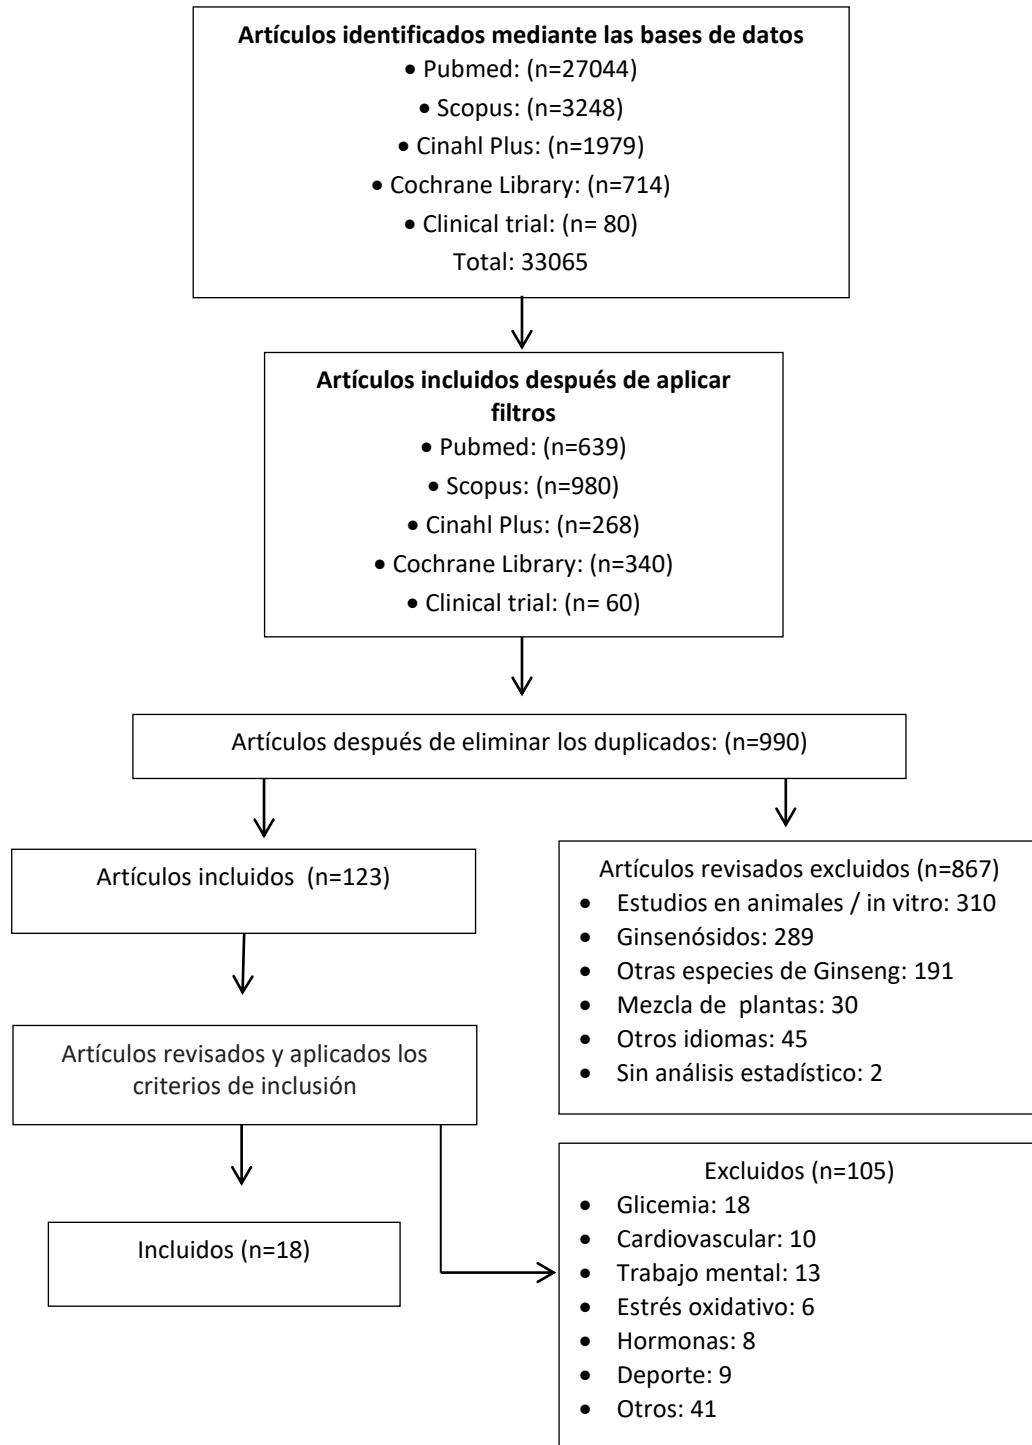 Artículos identificados mediante las bases de datos
• Pubmed: (n=27044)
• Scopus: (n=3248)
• Cinahl Plus: (n=1979)
• Cochrane Library: (n=714)
• Clinical trial: (n= 80)
Total: 33065
Artículos incluidos después de aplicar
filtros
• Pubmed: (n=639)
• Scopus: (n=980)
• Cinahl Plus: (n=268)
• Cochrane Library: (n=340)
• Clinical trial: (n= 60)
Artículos después de eliminar los duplicados: (n=990)
Artículos incluidos  (n=123)
Artículos revisados excluidos (n=867)
• Estudios en animales / in vitro: 310
• Ginsenósidos: 289
• Otras especies de Ginseng: 191
• Mezcla de  plantas: 30
• Otros idiomas: 45
• Sin análisis estadístico: 2
Artículos revisados y aplicados los
criterios de inclusión
Excluidos (n=105)
• Glicemia: 18
• Cardiovascular: 10
• Trabajo mental: 13
• Estrés oxidativo: 6
• Hormonas: 8
• Deporte: 9
• Otros: 41
Incluidos (n=18)